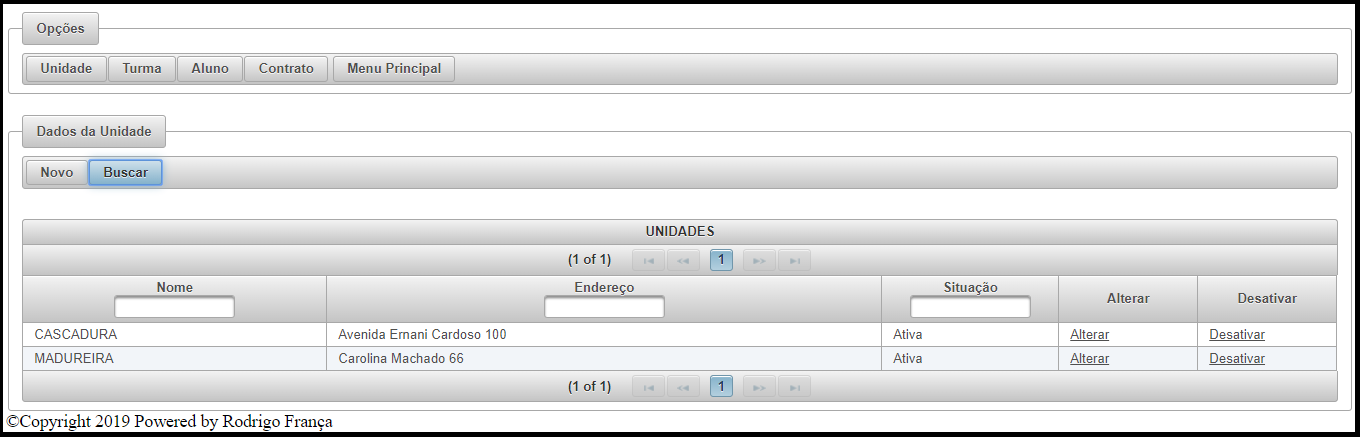 Opções
Unidade Turma Aluno Contrato Menu Principal
Dados da Unidade
Novo Buscar
UNIDADES
(1 of 1) 1
Nome Endereço Situação Alterar Desativar
CASCADURA Avenida Ernani Cardoso 100 Ativa Alterar Desativar
MADUREIRA Carolina Machado 66 Ativa Alterar Desativar
(1 of 1) 1
©Copyright 2019 Powered by Rodrigo França